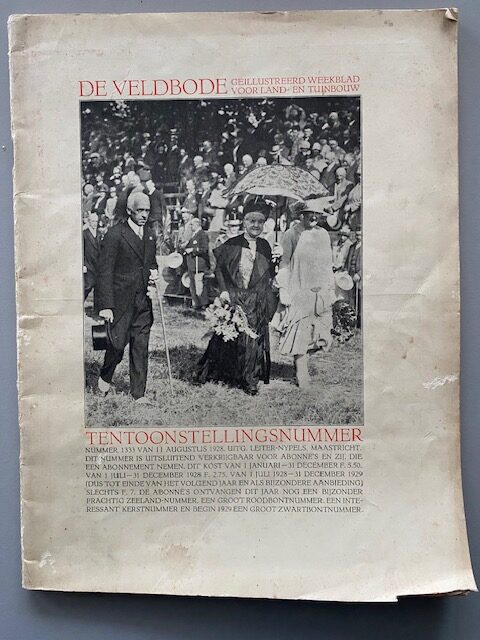 DE VELDBODE GEILLUSTREERD WEEKBLAD
VOOR LAND- EN TUINBOUW
TENTOONSTELLINGSNUMMER
NUMMER 1333 VAN 11 AUGUSTUS 1928. UITG. LEITER-NYPELS, MAASTRICHT.
DIT NUMMER IS UITSLUITEND VERKRIJGBAAR VOOR ABONNÉ'S EN ZIJ, DIE
EEN ABONNEMENT NEMEN. DIT KOST VAN 1 JANUARI—31 DECEMBER F. 5.50,
VAN 1 JULI—31 DECEMBER 1928 F. 2.75. VAN 1 JULI 1928—31 DECEMBER 1929
(DUS TOT EINDE VAN HET VOLGEND JAAR EN ALS BIJZONDERE AANBIEDING)
SLECHTS F. 7. DE ABONNÉ'S ONTVANGEN DIT JAAR NOG EEN BIJZONDER
PRACHTIG ZEELAND-NUMMER, EEN GROOT ROODBONTNUMMER, EEN INTE-
RESSANT KERSTNUMMER EN BEGIN 1929 EEN GROOT ZWARTBONTNUMMER.